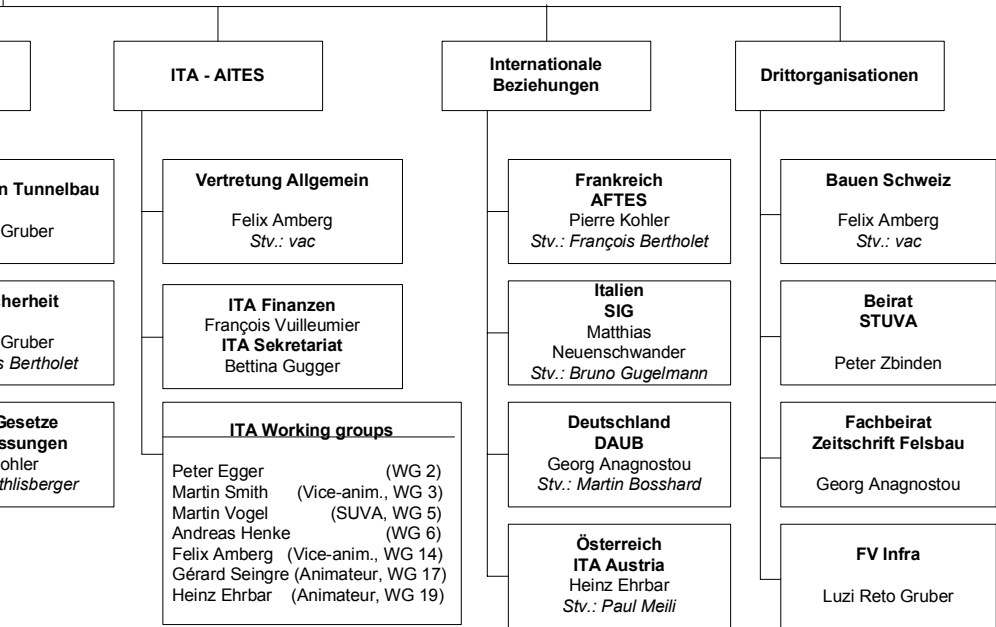 ITA - AITES
Internationale
Beziehungen
Drittorganisationen
n Tunnelbau
Gruber
herheit
Gruber
s Bertholet
Gesetze
ssungen
ohler
thlisberger
Vertretung Allgemein
Felix Amberg
Stv.: vac
ITA Finanzen
François Vuilleumier
ITA Sekretariat
Bettina Gugger
ITA Working groups
Peter Egger (WG 2)
Martin Smith (Vice-anim., WG 3)
Martin Vogel (SUVA, WG 5)
Andreas Henke (WG 6)
Felix Amberg (Vice-anim., WG 14)
Gérard Seingre (Animateur, WG 17)
Heinz Ehrbar (Animateur, WG 19)
Frankreich
AFTES
Pierre Kohler
Stv.: François Bertholet
Italien
SIG
Matthias
Neuenschwander
Stv.: Bruno Gugelmann
Deutschland
DAUB
Georg Anagnostou
Stv.: Martin Bosshard
Österreich
ITA Austria
Heinz Ehrbar
Stv.: Paul Meili
Bauen Schweiz
Felix Amberg
Stv.: vac
Beirat
STUVA
Peter Zbinden
Fachbeirat
Zeitschrift Felsbau
Georg Anagnostou
FV Infra
Luzi Reto Gruber